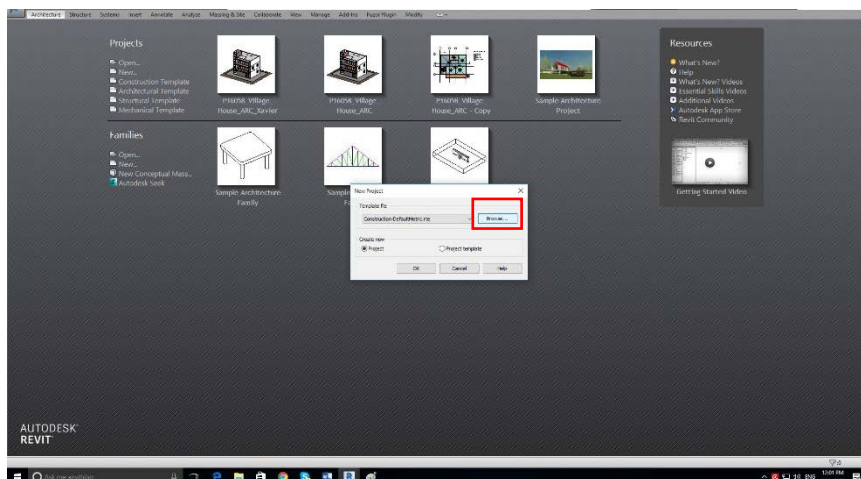 Architecture Structure Systems Insert Annotate Analyze Massing & Site Collaborate View Manage Add-Ins Modify
Projects
Open...
New...
Construction Template
Architectural Template
Structural Template
Mechanical Template
P16058_Village House_ARC_Xavier
P16058_Village House_ARC
P16058_Village House_ARC - Copy
Sample Architecture Project
Families
Open...
New...
New Conceptual Mass...
Autodesk Seek
Sample Architecture Family
Sample
Resources
What's New?
Help
What's New? Videos
Essential Skills Videos
Additional Videos
Autodesk App Store
Revit Community
Getting Started Video
New Project
Template file
Construction-DefaultMetric.rte
Browse...
Create new
Project
Project template
OK
Cancel
Help
AUTODESK®
REVIT®
Ask me anything
ENG
12:01 PM